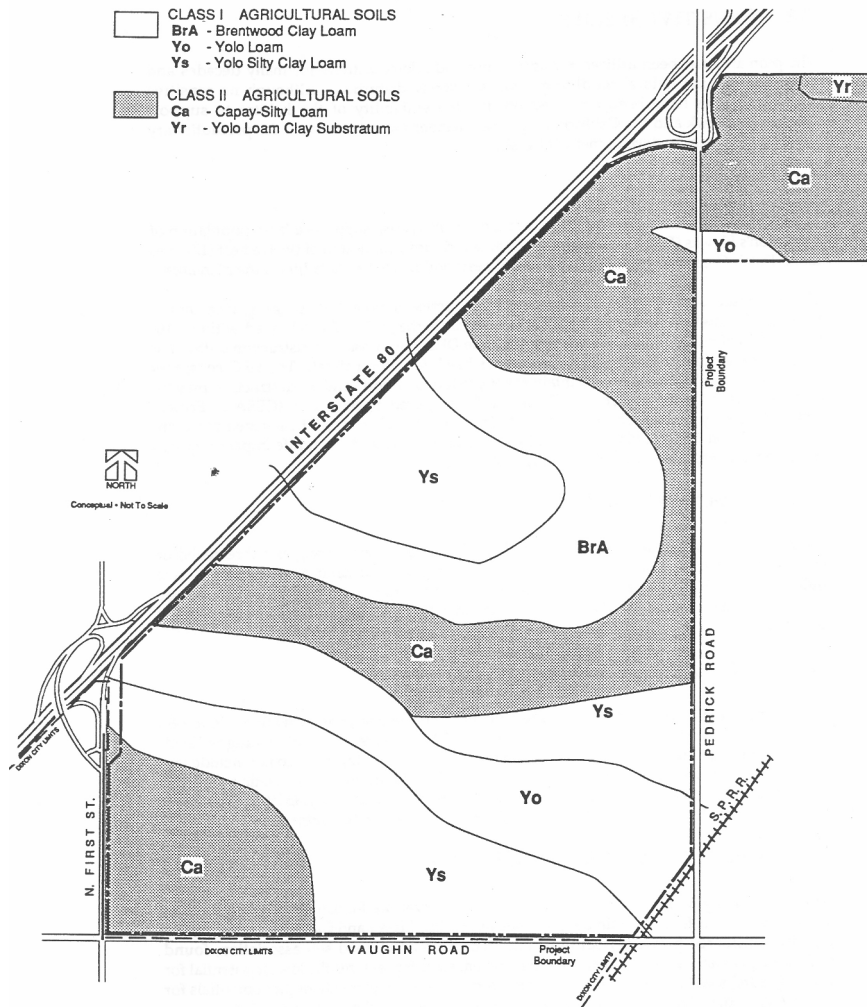 CLASS I AGRICULTURAL SOILS
BrA - Brentwood Clay Loam
Yo - Yolo Loam
Ys - Yolo Silty Clay Loam
CLASS II AGRICULTURAL SOILS
Ca - Capay-Silty Loam
Yr - Yolo Loam Clay Substratum
Yr
Ca
Yo
Ca
INTERSTATE 80
Project
Boundary
NORTH
Conceptual - Not To Scale
Ys
BrA
Ca
PEDRICK ROAD
Ys
DIXON CITY LIMITS
Yo
S.P.R.R.
N. FIRST ST.
Ca
Ys
DIXON CITY LIMITS
VAUGHN ROAD
Project
Boundary
DIXON CITY LIMITS